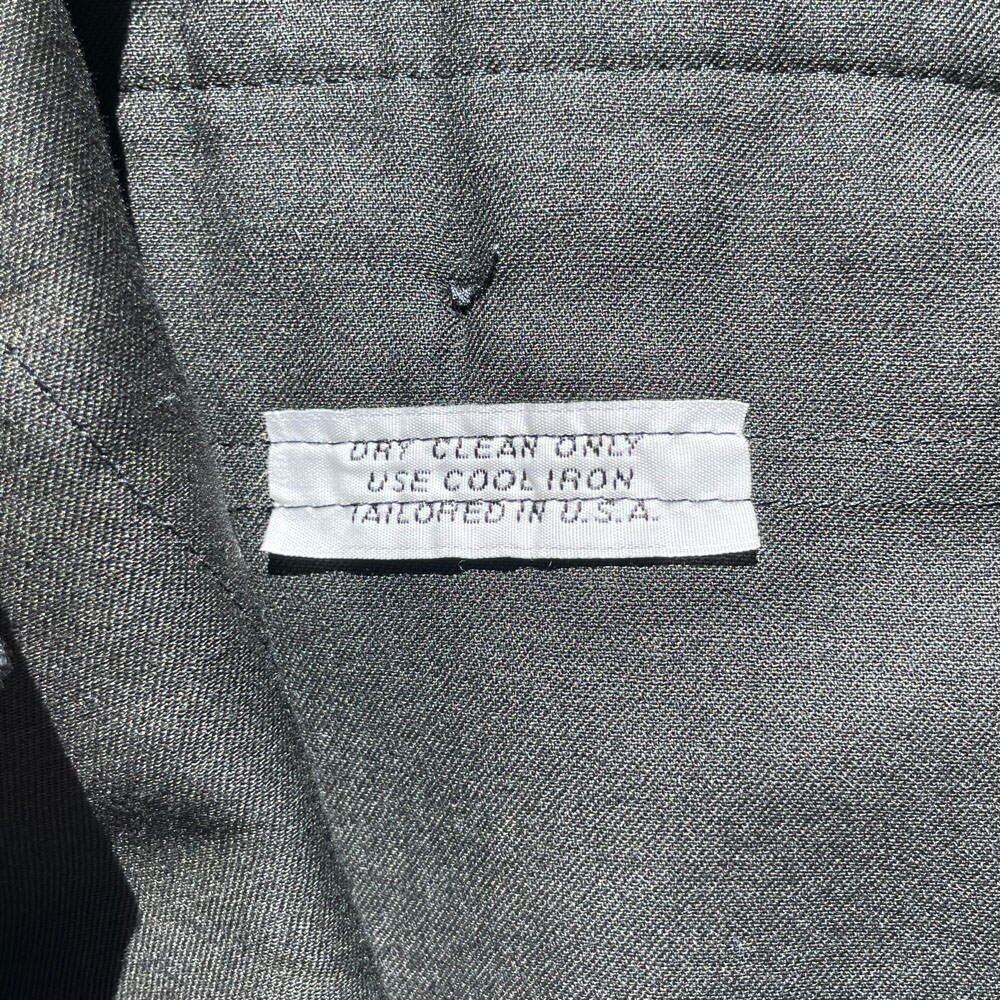 DRY CLEAN ONLY
USE COOL IRON
TAILORED IN U.S.A.